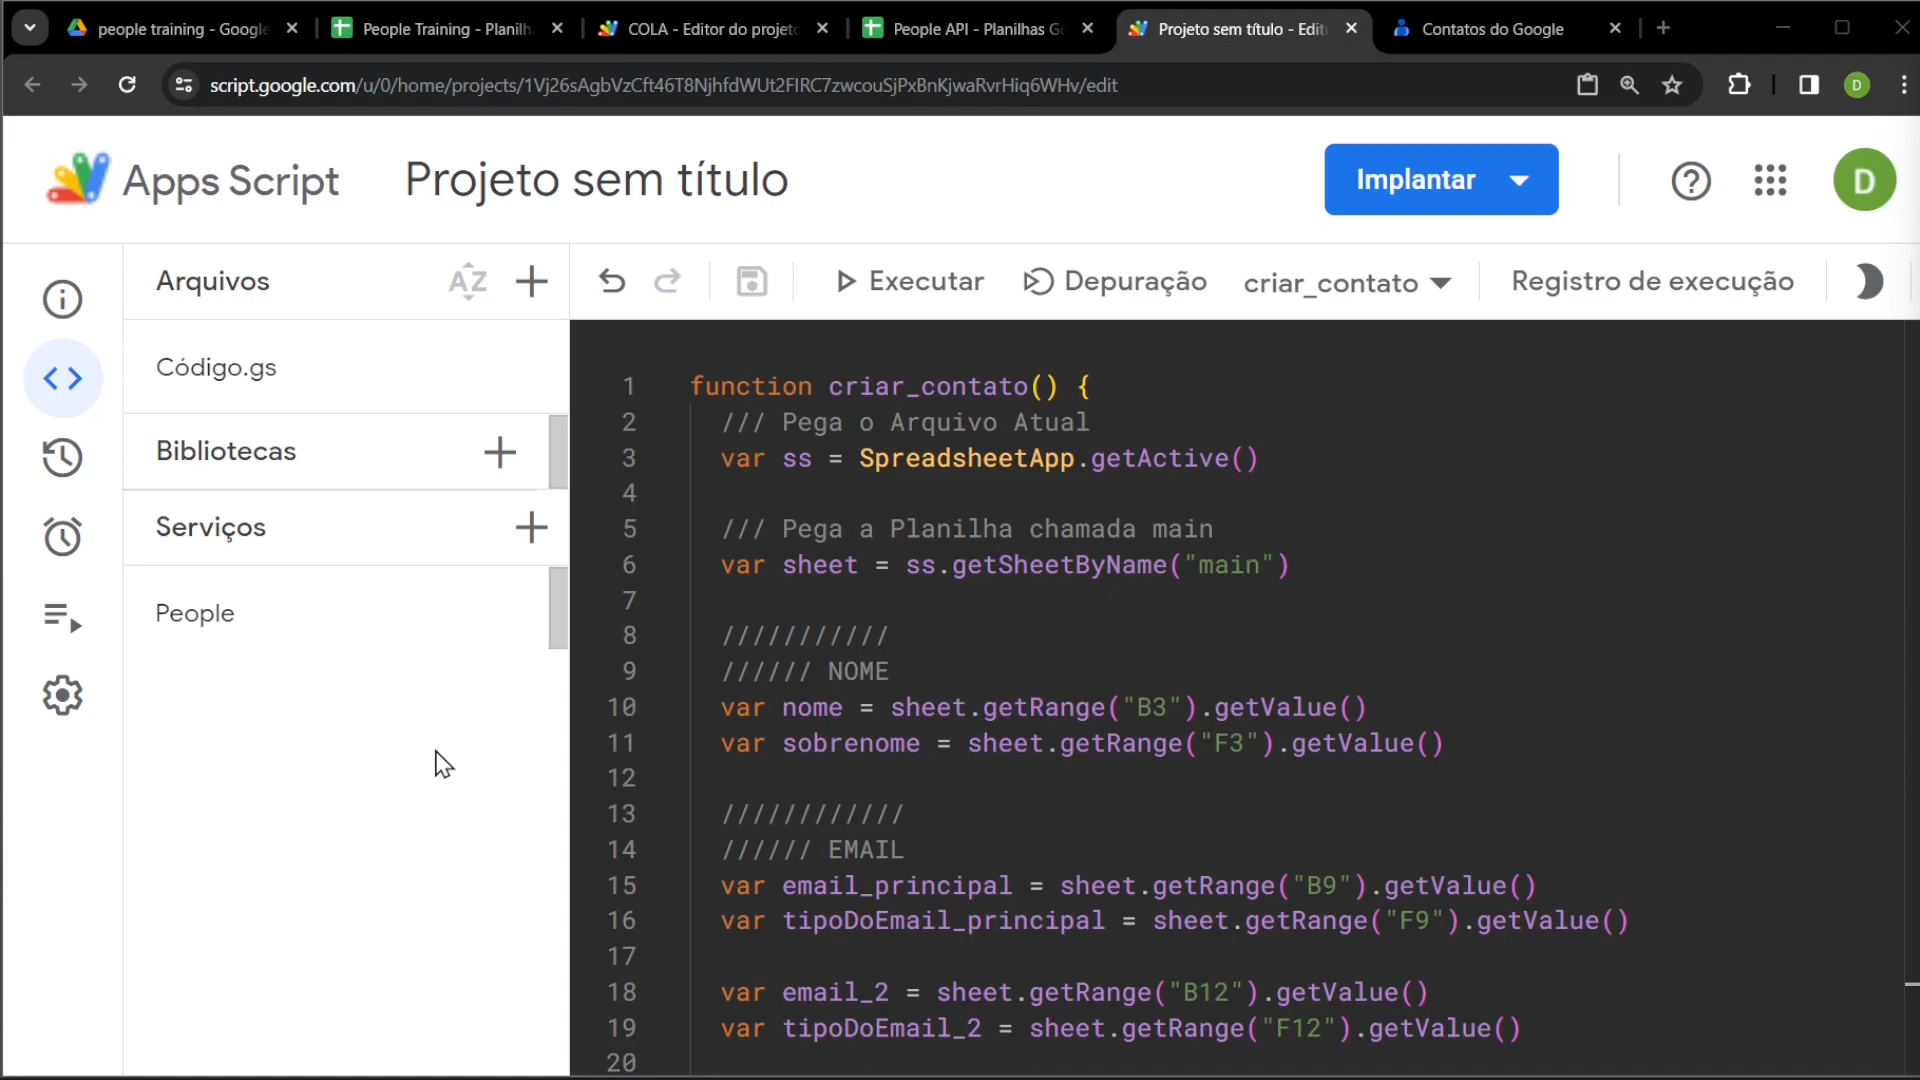 people training - Google
People Training - Planilh
COLA - Editor do projeto
People API - Planilhas Go
Projeto sem título - Edit
Contatos do Google
script.google.com/u/0/home/projects/1Vj26sAgbVzCft46T8NjhfdWUt2FIRC7zwcouSjPxBnKjwaRvrHiq6WHv/edit
D
Apps Script
Projeto sem título
Implantar
D
Arquivos
AZ
Executar
Depuração
criar_contato
Registro de execução
Código.gs
Bibliotecas
Serviços
People
1 function criar_contato() {
2 /// Pega o Arquivo Atual
3 var ss = SpreadsheetApp.getActive()
4
5 /// Pega a Planilha chamada main
6 var sheet = ss.getSheetByName("main")
7
8 ///////////
9 ////// NOME
10 var nome = sheet.getRange("B3").getValue()
11 var sobrenome = sheet.getRange("F3").getValue()
12
13 ////////////
14 ////// EMAIL
15 var email_principal = sheet.getRange("B9").getValue()
16 var tipoDoEmail_principal = sheet.getRange("F9").getValue()
17
18 var email_2 = sheet.getRange("B12").getValue()
19 var tipoDoEmail_2 = sheet.getRange("F12").getValue()
20